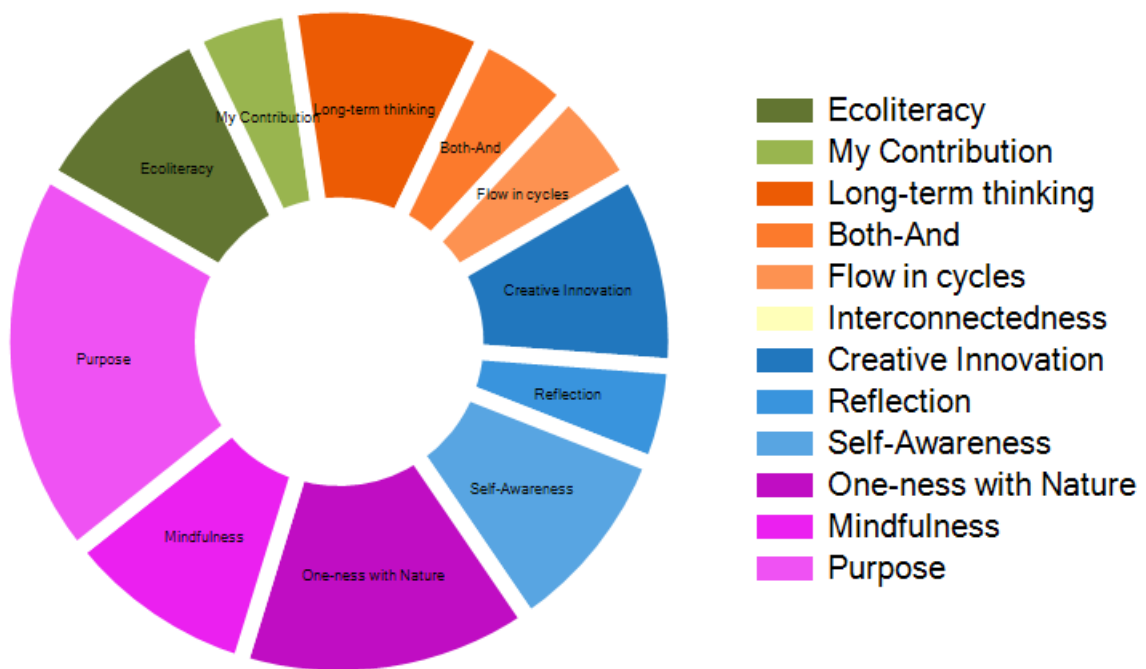 Long-term thinking
My Contribution
Both-And
Ecoliteracy
Flow in cycles
Creative Innovation
Purpose
Reflection
Self-Awareness
Mindfulness
One-ness with Nature
Ecoliteracy
My Contribution
Long-term thinking
Both-And
Flow in cycles
Interconnectedness
Creative Innovation
Reflection
Self-Awareness
One-ness with Nature
Mindfulness
Purpose